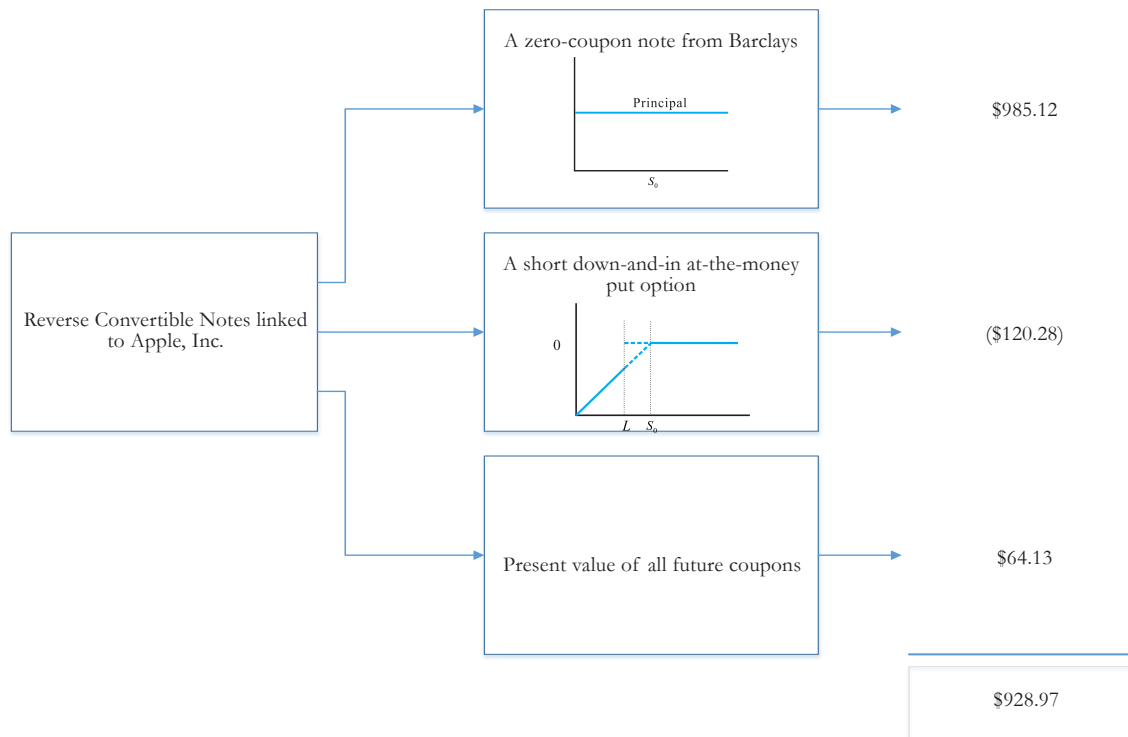 A zero-coupon note from Barclays
Principal
S₀
$985.12
Reverse Convertible Notes linked
to Apple, Inc.
A short down-and-in at-the-money
put option
0
L S₀
($120.28)
Present value of all future coupons
$64.13
$928.97